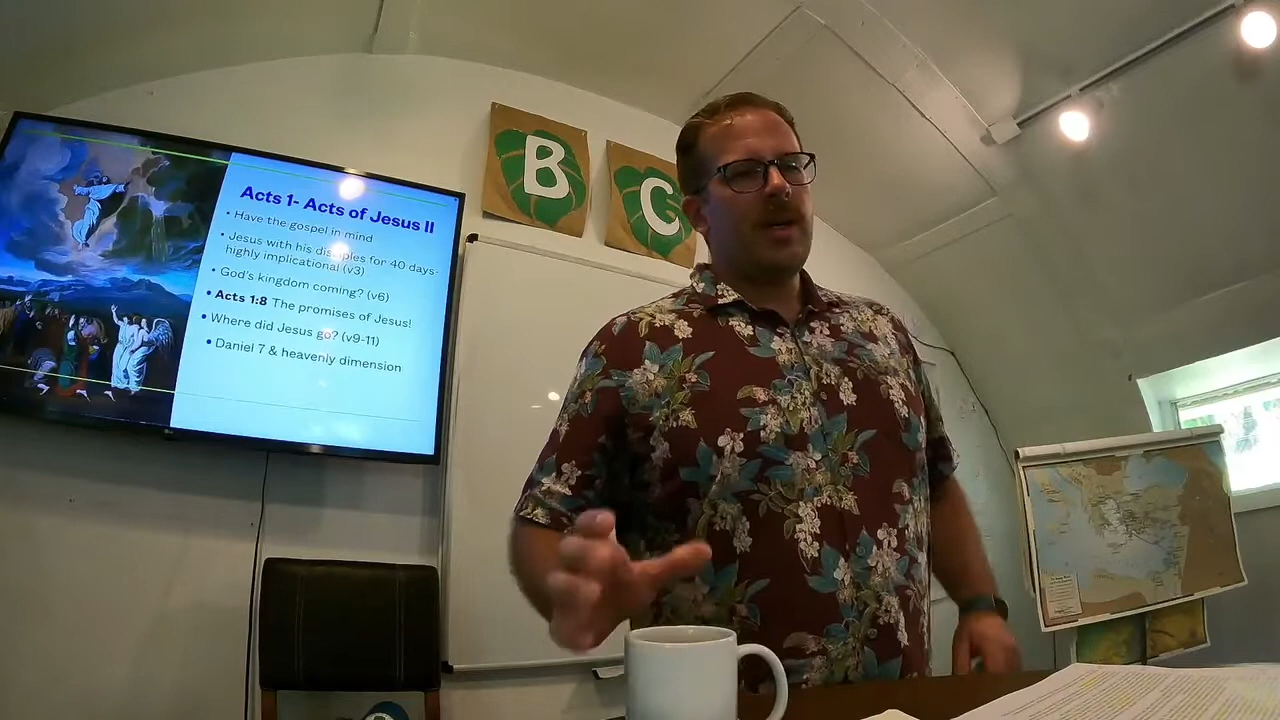 Acts 1- Acts of Jesus II
• Have the gospel in mind
• Jesus with his disciples for 40 days-
highly implicational (v3)
• God's kingdom coming? (v6)
• Acts 1:8 The promises of Jesus!
• Where did Jesus go? (v9-11)
• Daniel 7 & heavenly dimension
B
C